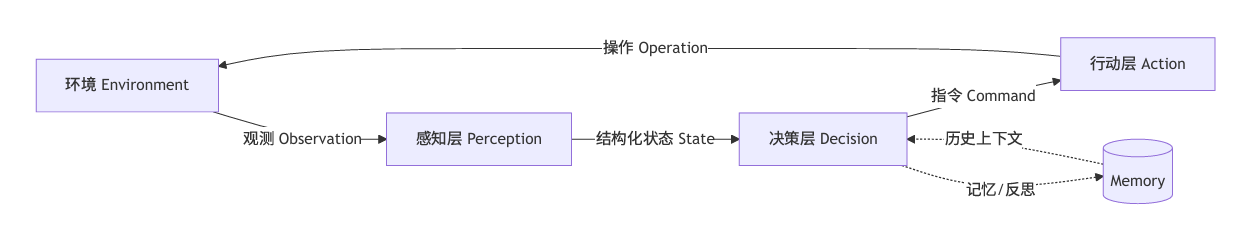 操作 Operation
行动层 Action
环境 Environment
指令 Command
观测 Observation
感知层 Perception
结构化状态 State
决策层 Decision
历史上下文
Memory
记忆/反思